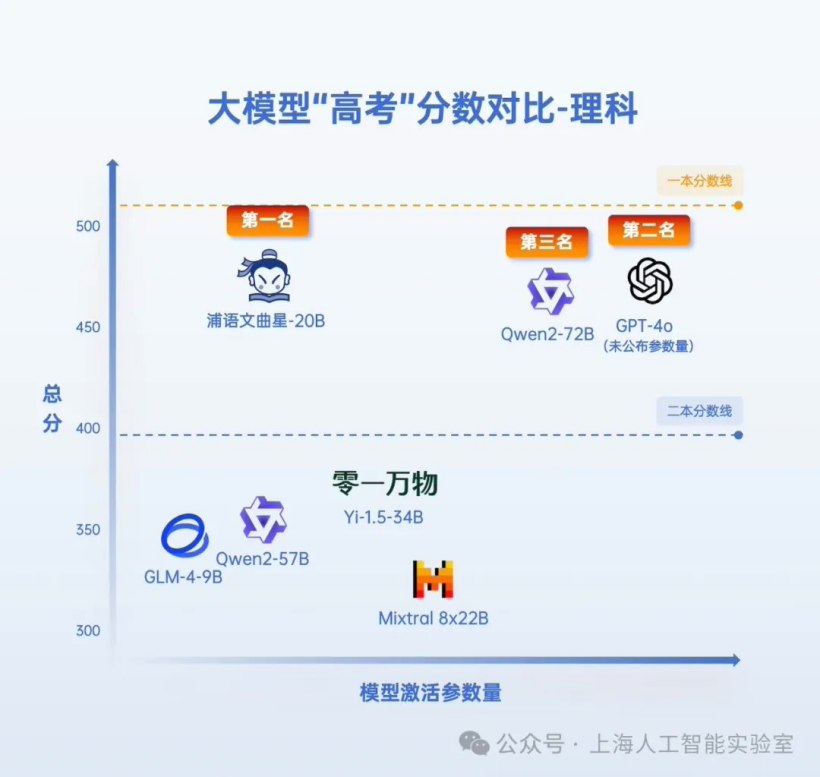 大模型“高考”分数对比-理科
一本分数线
500
第一名
第二名
第三名
浦语文曲星-20B
450
Qwen2-72B
GPT-4o
(未公布参数量)
总分
400
二本分数线
零一万物
Yi-1.5-34B
350
Qwen2-57B
GLM-4-9B
Mixtral 8x22B
300
模型激活参数量
公众号 · 上海人工智能实验室